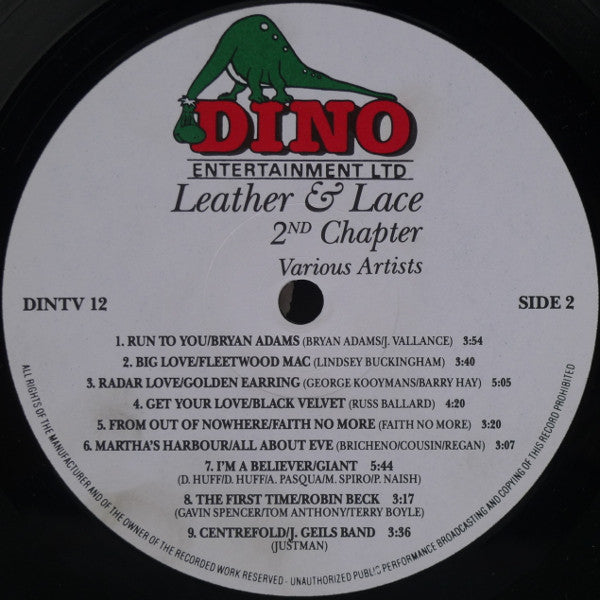 DINO
ENTERTAINMENT LTD
Leather & Lace
2ND Chapter
Various Artists
DINTV 12
SIDE 2
1. RUN TO YOU/BRYAN ADAMS (BRYAN ADAMS/J. VALLANCE) 3:54
2. BIG LOVE/FLEETWOOD MAC (LINDSEY BUCKINGHAM) 3:40
3. RADAR LOVE/GOLDEN EARRING (GEORGE KOOYMANS/BARRY HAY) 5:05
4. GET YOUR LOVE/BLACK VELVET (RUSS BALLARD) 4:20
5. FROM OUT OF NOWHERE/FAITH NO MORE (FAITH NO MORE) 3:20
6. MARTHA'S HARBOUR/ALL ABOUT EVE (BRICHENO/COUSIN/REGAN) 3:07
7. I'M A BELIEVER/GIANT 5:44
(D. HUFF/D. HUFF/A. PASQUA/M. SPIRO/P. NAISH)
8. THE FIRST TIME/ROBIN BECK 3:17
(GAVIN SPENCER/TOM ANTHONY/TERRY BOYLE)
9. CENTREFOLD/J. GEILS BAND 3:36
(JUSTMAN)
ALL RIGHTS OF THE MANUFACTURER AND OF THE OWNER OF THE RECORDED WORK RESERVED - UNAUTHORIZED PUBLIC PERFORMANCE BROADCASTING AND COPYING OF THIS RECORD PROHIBITED